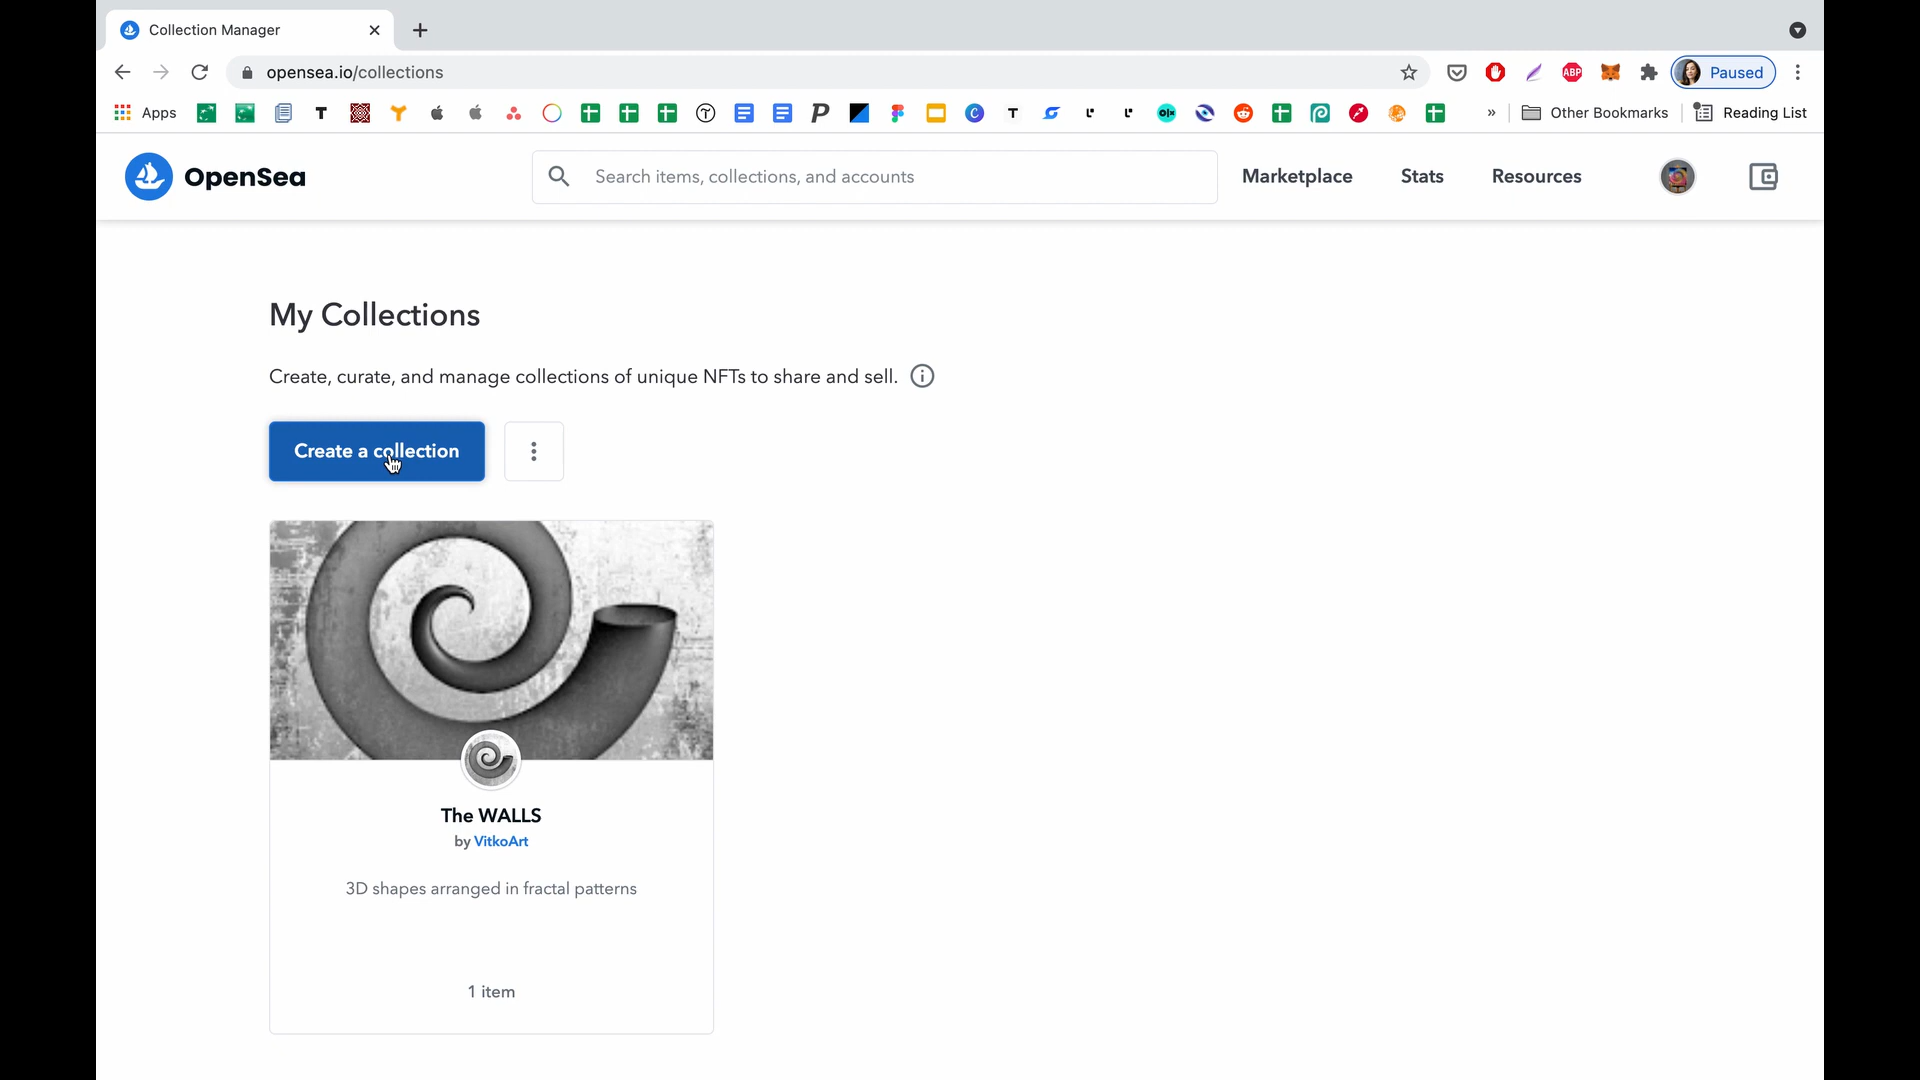 Collection Manager
opensea.io/collections
ABP
Paused
Apps
T
T
P
C
T
olx
»
Other Bookmarks
Reading List
OpenSea
Search items, collections, and accounts
Marketplace
Stats
Resources
My Collections
Create, curate, and manage collections of unique NFTs to share and sell.
Create a collection
The WALLS
by VitkoArt
3D shapes arranged in fractal patterns
1 item